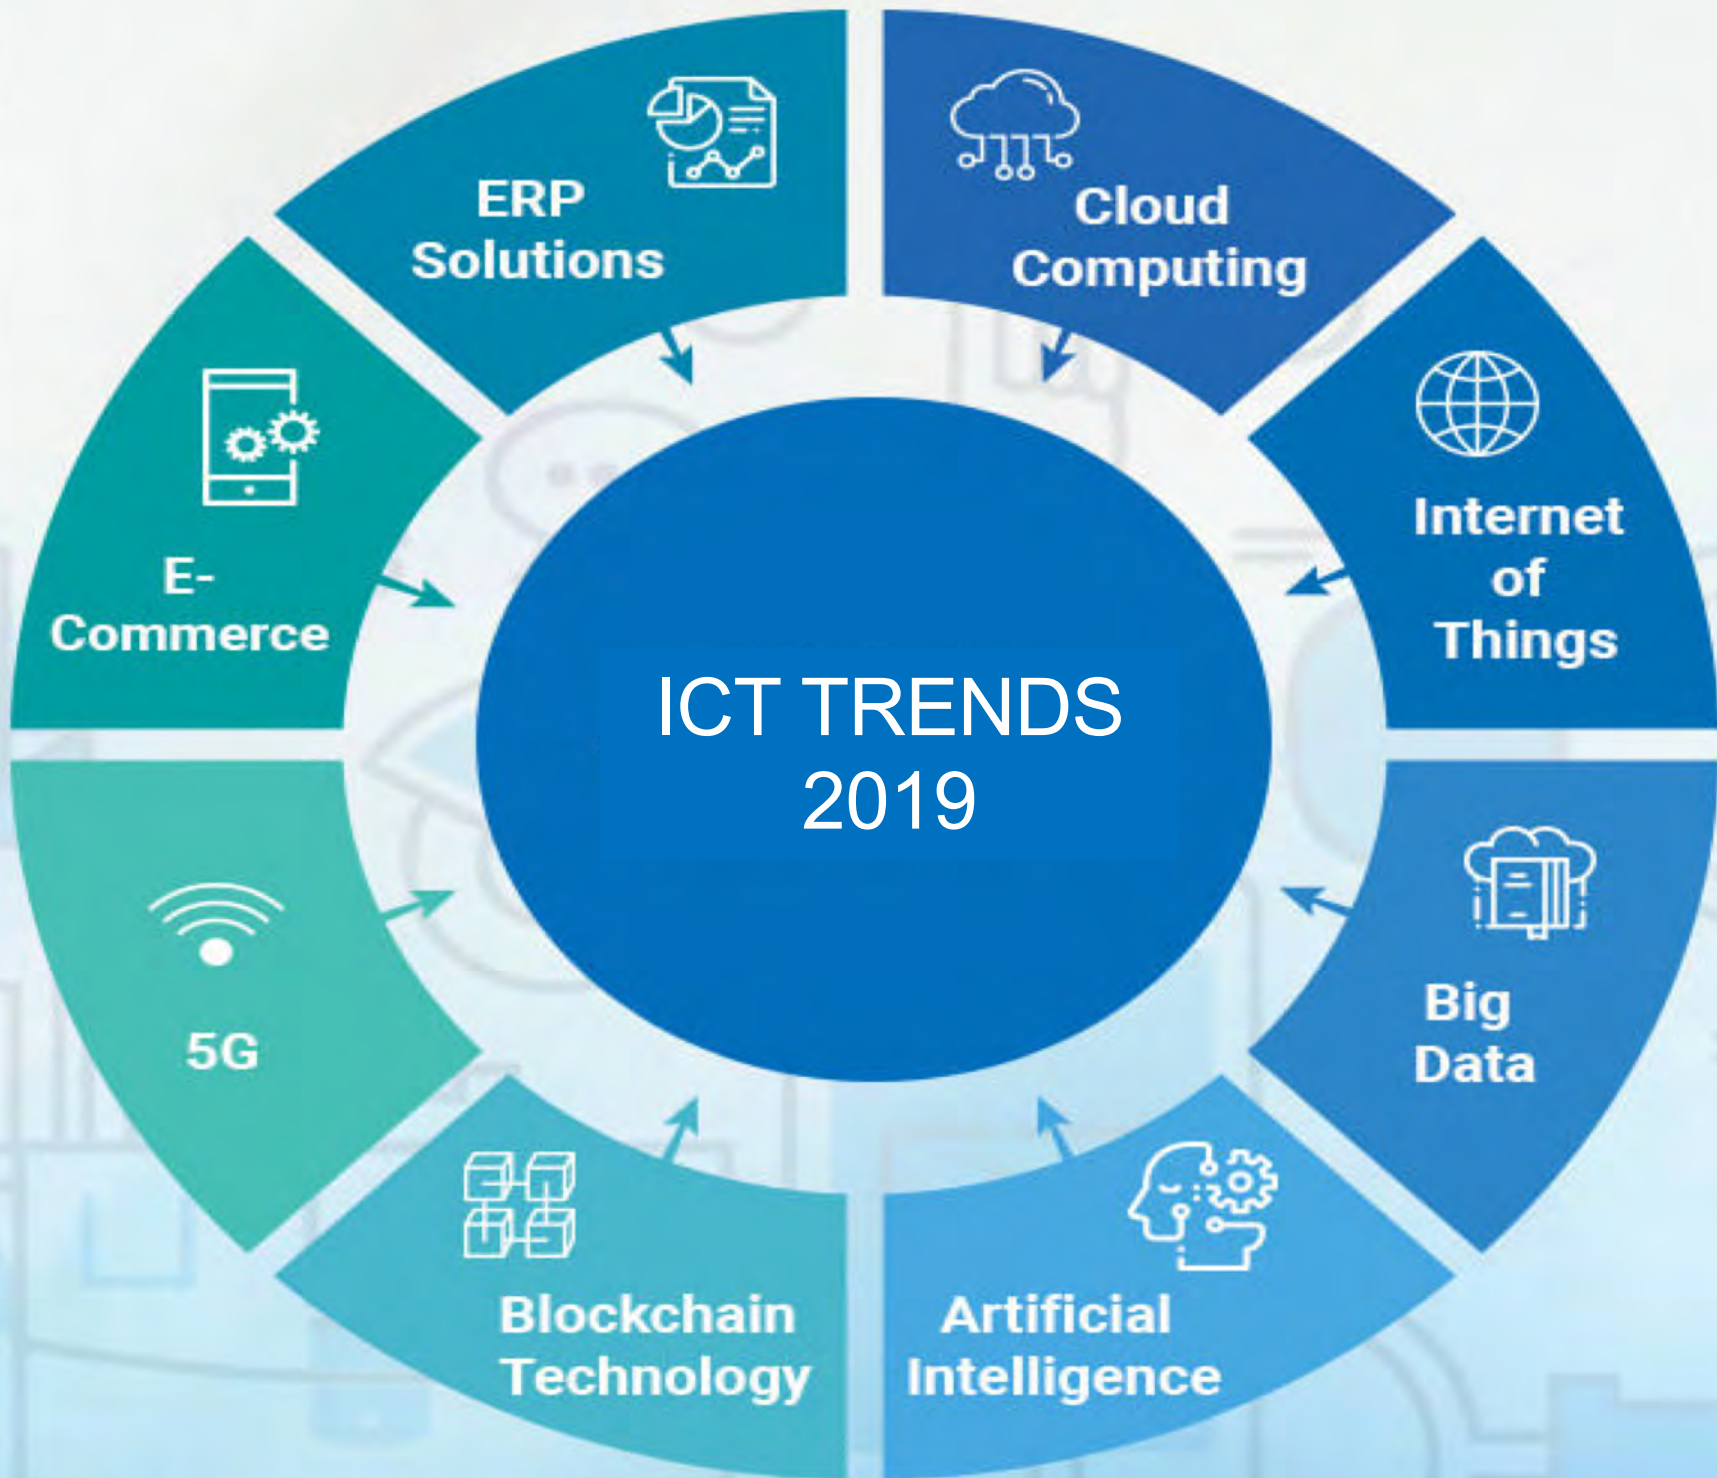 ERP
Solutions
Cloud
Computing
Internet
of
Things
Big
Data
Artificial
Intelligence
Blockchain
Technology
5G
E-
Commerce
ICT TRENDS
2019